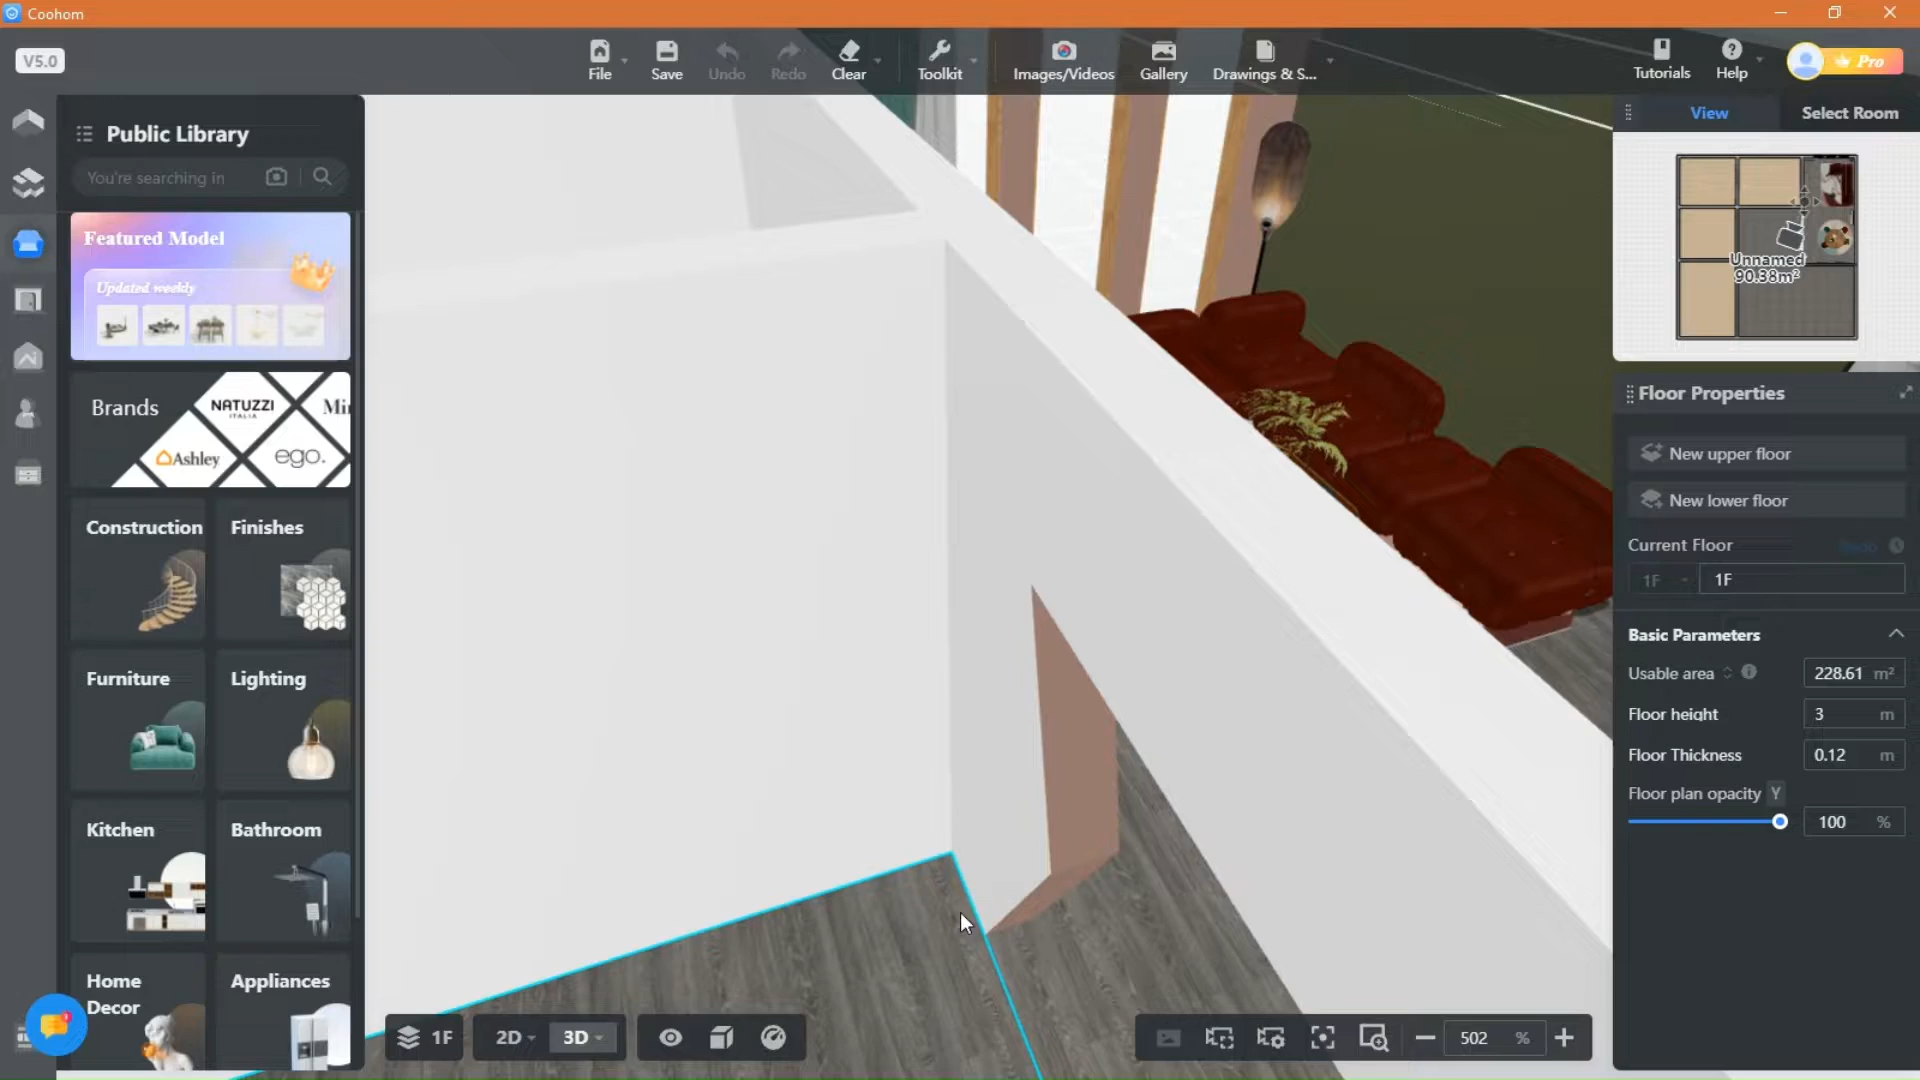 Coohom
V5.0
File
Save
Undo
Redo
Clear
Toolkit
Images/Videos
Gallery
Drawings & S...
Tutorials
Help
Pro
Public Library
You're searching in
Featured Model
Updated weekly
Brands
NATUZZI
ITALIA
Ashley
ego.
Construction
Finishes
Furniture
Lighting
Kitchen
Bathroom
Home
Decor
Appliances
1F
2D
3D
502 %
View
Select Room
Unnamed
90.38m²
Floor Properties
New upper floor
New lower floor
Current Floor
1F
1F
Basic Parameters
Usable area
228.61 m²
Floor height
3 m
Floor Thickness
0.12 m
Floor plan opacity Y
100 %